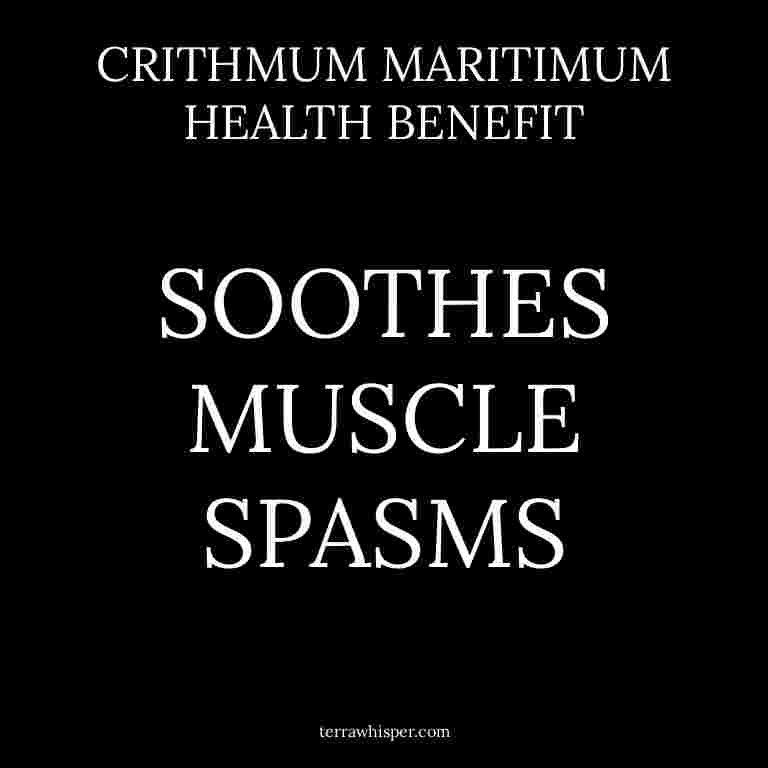 CRITHMUM MARITIMUM
HEALTH BENEFIT
SOOTHES
MUSCLE
SPASMS
terrawhisper.com